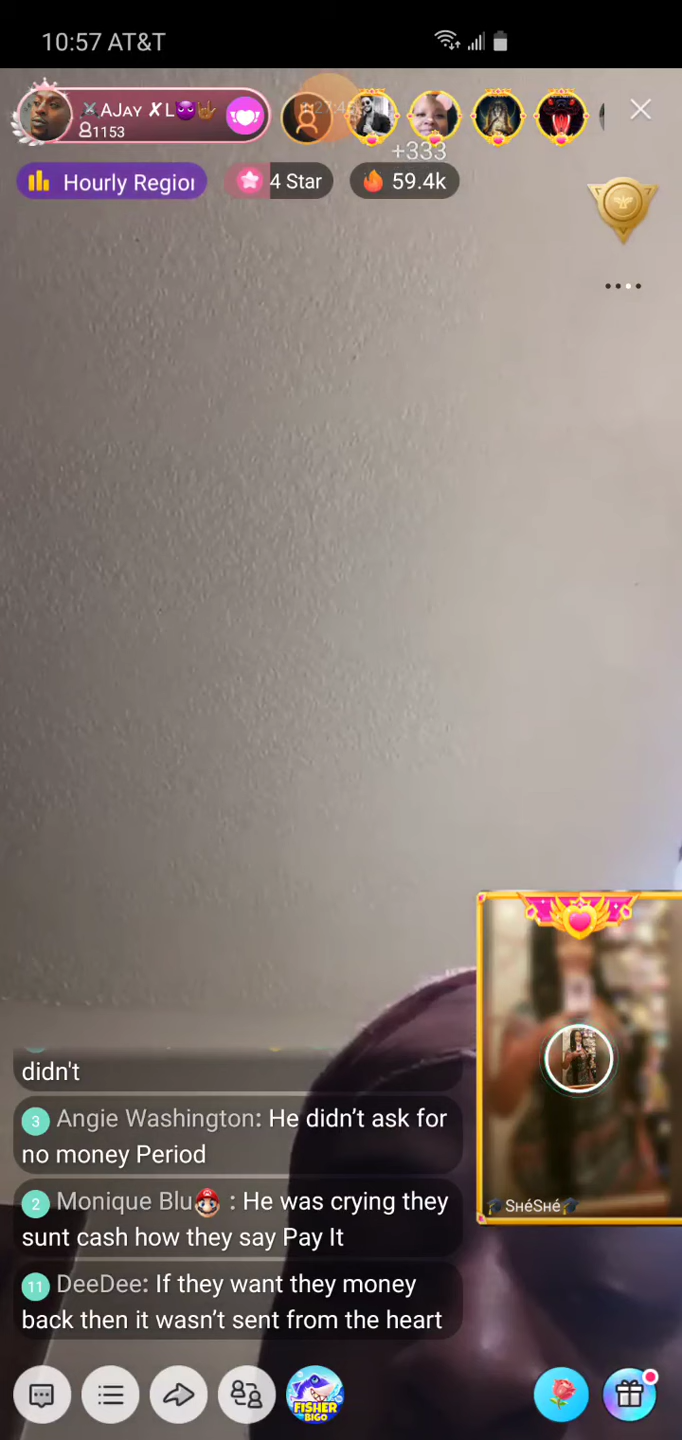 10:57 AT&T
⚔️AJAY ✘L😈🤘🏾
1153
+333
Hourly Region
4 Star
59.4k
didn't
3 Angie Washington: He didn't ask for
no money Period
2 Monique Blu : He was crying they
sunt cash how they say Pay It
🎓SHéSHé🎓
11 DeeDee: If they want they money
back then it wasn't sent from the heart
FISHER
BIGO